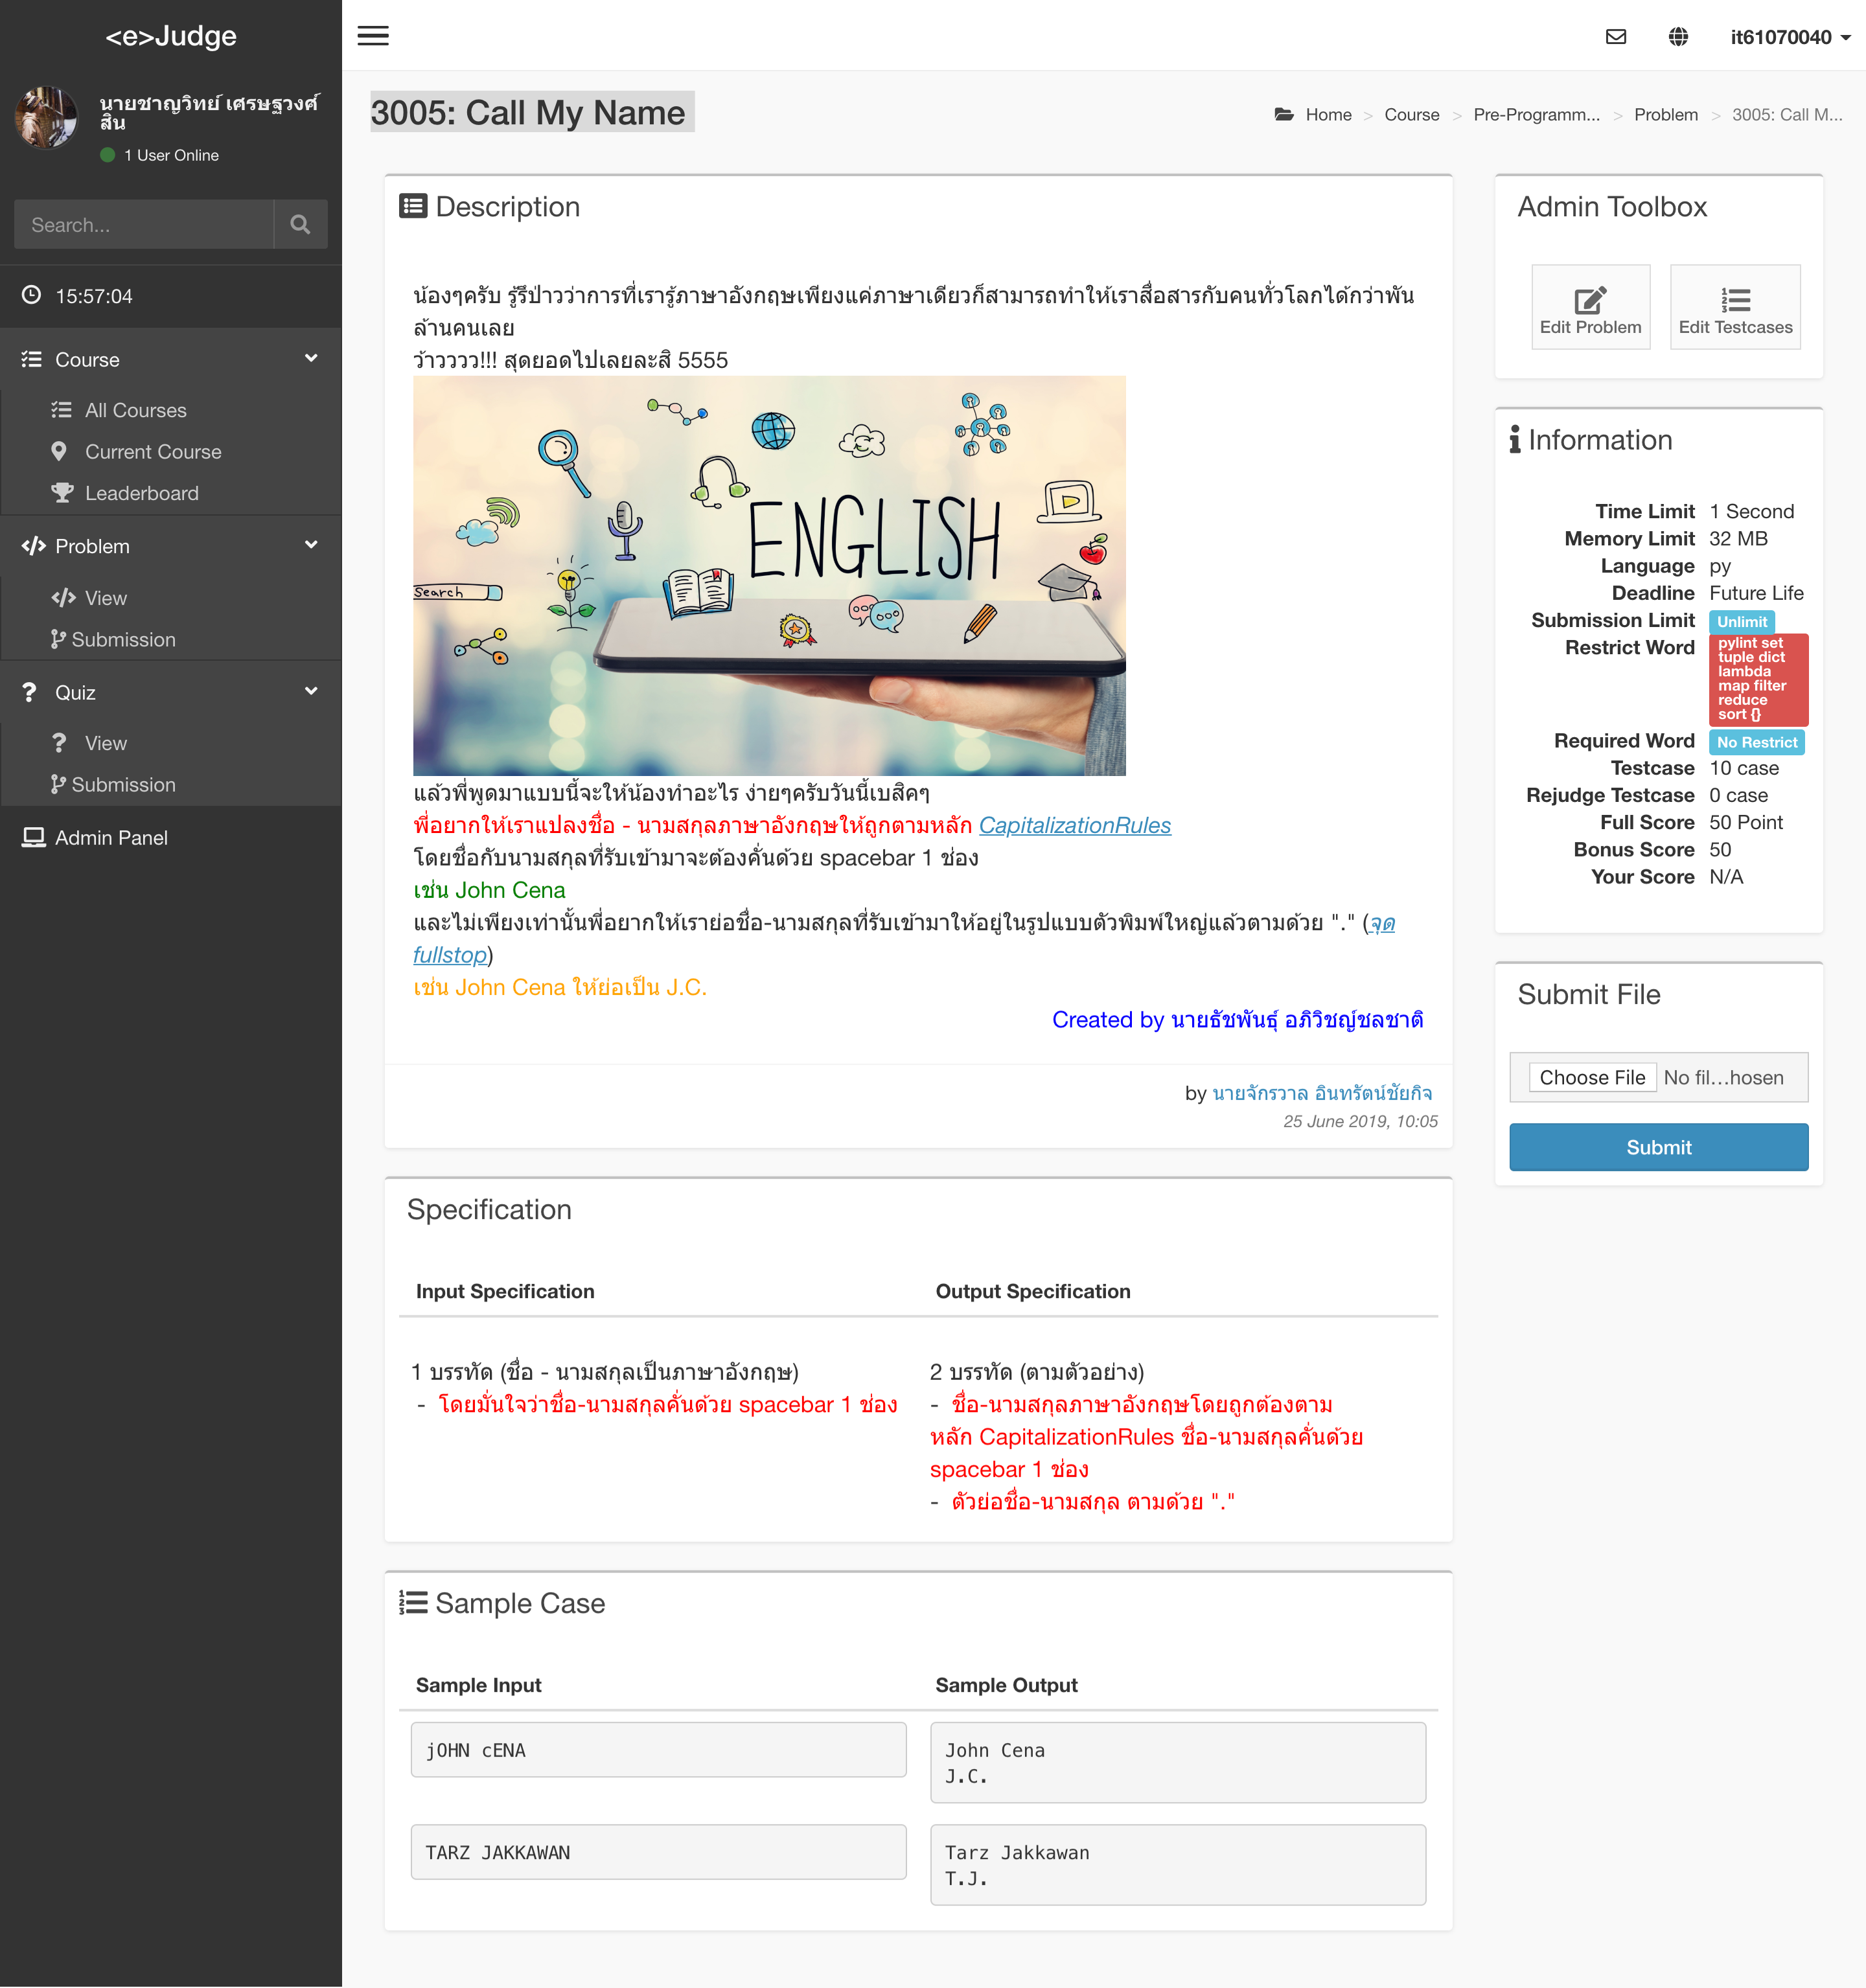 <e>Judge
it61070040
นายชาญวิทย์ เศรษฐวงศ์
สิน
1 User Online
Search...
15:57:04
Course
All Courses
Current Course
Leaderboard
Problem
View
Submission
Quiz
View
Submission
Admin Panel
3005: Call My Name
Home > Course > Pre-Programm... > Problem > 3005: Call M...
Description
น้องๆครับ รู้รึป่าวว่าการที่เรารู้ภาษาอังกฤษเพียงแค่ภาษาเดียวก็สามารถทำให้เราสื่อสารกับคนทั่วโลกได้กว่าพัน
ล้านคนเลย
ว้าวววว!!! สุดยอดไปเลยละสิ 5555
ENGLISH
Search
แล้วพี่พูดมาแบบนี้จะให้น้องทำอะไร ง่ายๆครับวันนี้เบสิคๆ
พี่อยากให้เราแปลงชื่อ - นามสกุลภาษาอังกฤษให้ถูกตามหลัก CapitalizationRules
โดยชื่อกับนามสกุลที่รับเข้ามาจะต้องคั่นด้วย spacebar 1 ช่อง
เช่น John Cena
และไม่เพียงเท่านั้นพี่อยากให้เราย่อชื่อ-นามสกุลที่รับเข้ามาให้อยู่ในรูปแบบตัวพิมพ์ใหญ่แล้วตามด้วย "." (จุด
fullstop)
เช่น John Cena ให้ย่อเป็น J.C.
Created by นายธัชพันธุ์ อภิวิชญ์ชลชาติ
by นายจักรวาล อินทรัตน์ชัยกิจ
25 June 2019, 10:05
Specification
Input Specification
Output Specification
1 บรรทัด (ชื่อ - นามสกุลเป็นภาษาอังกฤษ)
- โดยมั่นใจว่าชื่อ-นามสกุลคั่นด้วย spacebar 1 ช่อง
2 บรรทัด (ตามตัวอย่าง)
- ชื่อ-นามสกุลภาษาอังกฤษโดยถูกต้องตาม
หลัก CapitalizationRules ชื่อ-นามสกุลคั่นด้วย
spacebar 1 ช่อง
- ตัวย่อชื่อ-นามสกุล ตามด้วย "."
Sample Case
Sample Input
Sample Output
jOHN cENA
John Cena
J.C.
TARZ JAKKAWAN
Tarz Jakkawan
T.J.
Admin Toolbox
Edit Problem
Edit Testcases
Information
Time Limit 1 Second
Memory Limit 32 MB
Language py
Deadline Future Life
Submission Limit Unlimit
Restrict Word pylint set
tuple dict
lambda
map filter
reduce
sort {}
Required Word No Restrict
Testcase 10 case
Rejudge Testcase 0 case
Full Score 50 Point
Bonus Score 50
Your Score N/A
Submit File
Choose File No fil...hosen
Submit